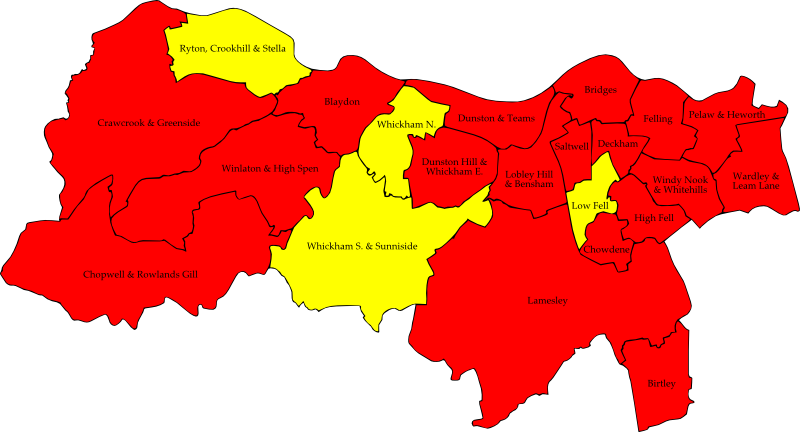 Ryton, Crookhill & Stella
Crawcrook & Greenside
Blaydon
Whickham N.
Dunston & Teams
Bridges
Felling
Pelaw & Heworth
Saltwell
Deckham
Winlaton & High Spen
Dunston Hill &
Whickham E.
Lobley Hill
& Bensham
Windy Nook
& Whitehills
Wardley &
Leam Lane
Low Fell
High Fell
Whickham S. & Sunniside
Chowdene
Chopwell & Rowlands Gill
Lamesley
Birtley